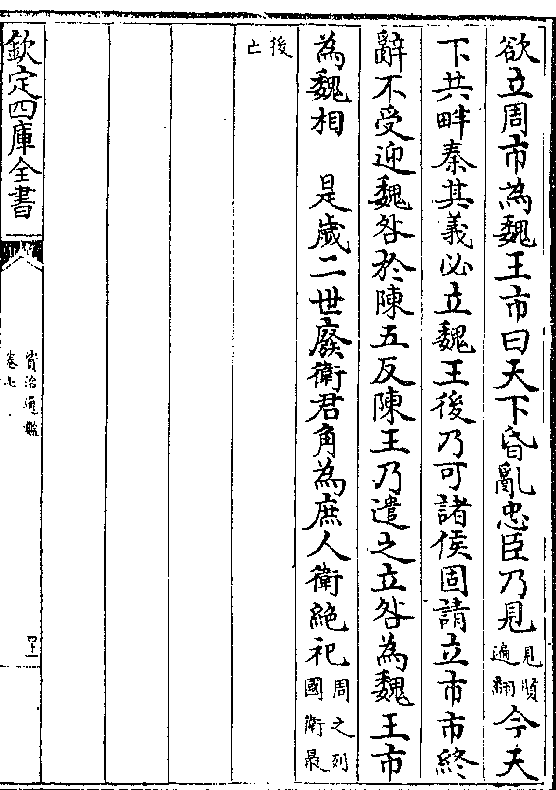 欲立周市為魏王市曰天下昏亂忠臣乃見見賢遍翻今天
下共畔秦其義必立魏王後乃可諸侯固請立市市終
辭不受迎魏咎於陳五反陳王乃遣之立咎為魏王市
為魏相　是歲二世廢衛君角為庶人衛絶祀周之列國衛最
後亡
欽定四庫全書
資治通鑑
卷七